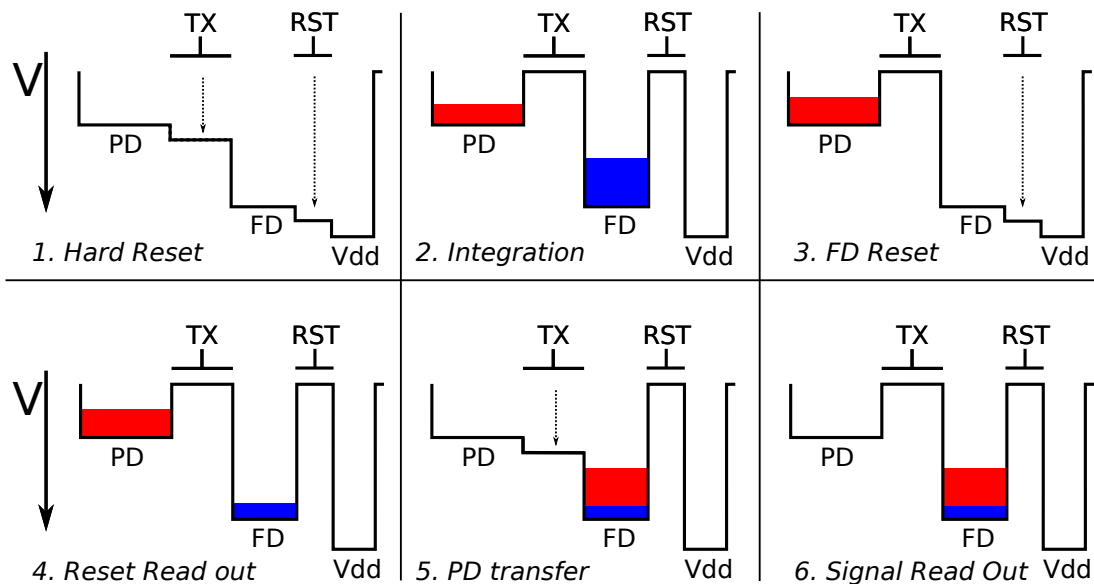 TX RST
V
PD
FD
Vdd
1. Hard Reset
TX RST
PD
FD
Vdd
2. Integration
TX RST
PD
FD
Vdd
3. FD Reset
TX RST
V
PD
FD
Vdd
4. Reset Read out
TX RST
PD
FD
Vdd
5. PD transfer
TX RST
PD
FD
Vdd
6. Signal Read Out